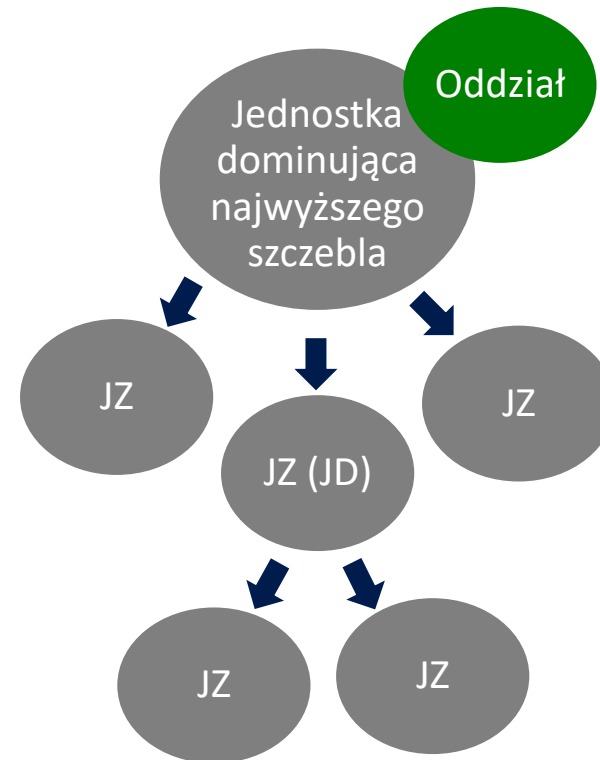 Oddział
Jednostka
dominująca
najwyższego
szczebla
JZ
JZ
JZ (JD)
JZ
JZ